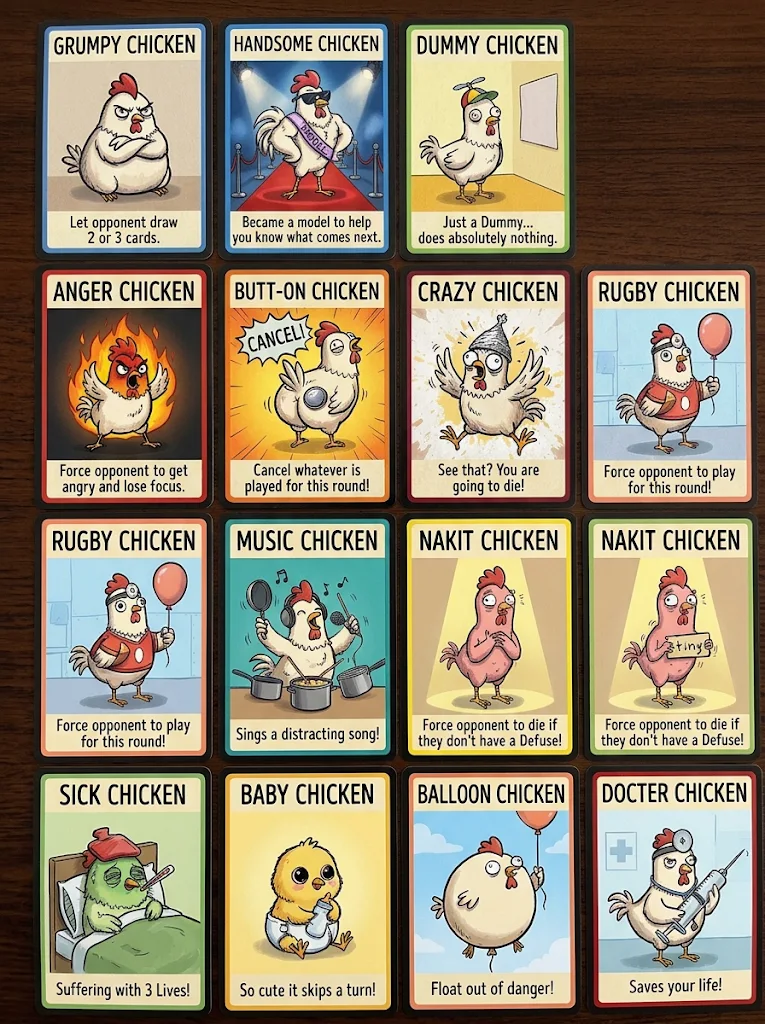 GRUMPY CHICKEN
Let opponent draw
2 or 3 cards.
HANDSOME CHICKEN
MODEL
Became a model to help
you know what comes next.
DUMMY CHICKEN
Just a Dummy...
does absolutely nothing.
ANGER CHICKEN
Force opponent to get
angry and lose focus.
BUTT-ON CHICKEN
CANCEL!
Cancel whatever is
played for this round!
CRAZY CHICKEN
See that? You are
going to die!
RUGBY CHICKEN
Force opponent to play
for this round!
RUGBY CHICKEN
Force opponent to play
for this round!
MUSIC CHICKEN
Sings a distracting song!
NAKIT CHICKEN
Force opponent to die if
they don't have a Defuse!
NAKIT CHICKEN
tiny
Force opponent to die if
they don't have a Defuse!
SICK CHICKEN
Suffering with 3 Lives!
BABY CHICKEN
So cute it skips a turn!
BALLOON CHICKEN
Float out of danger!
DOCTER CHICKEN
Saves your life!